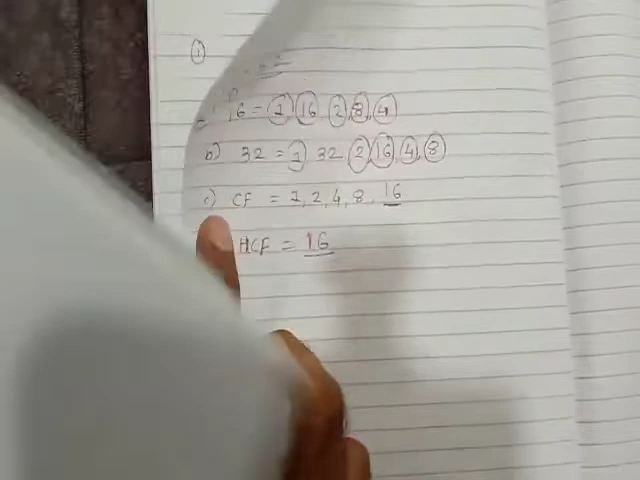 ①
16 = 1 16 2 8 4
b) 32 = 1 32 2 16, 4, 8
c) CF = 1, 2, 4, 8, 16
HCF = 16